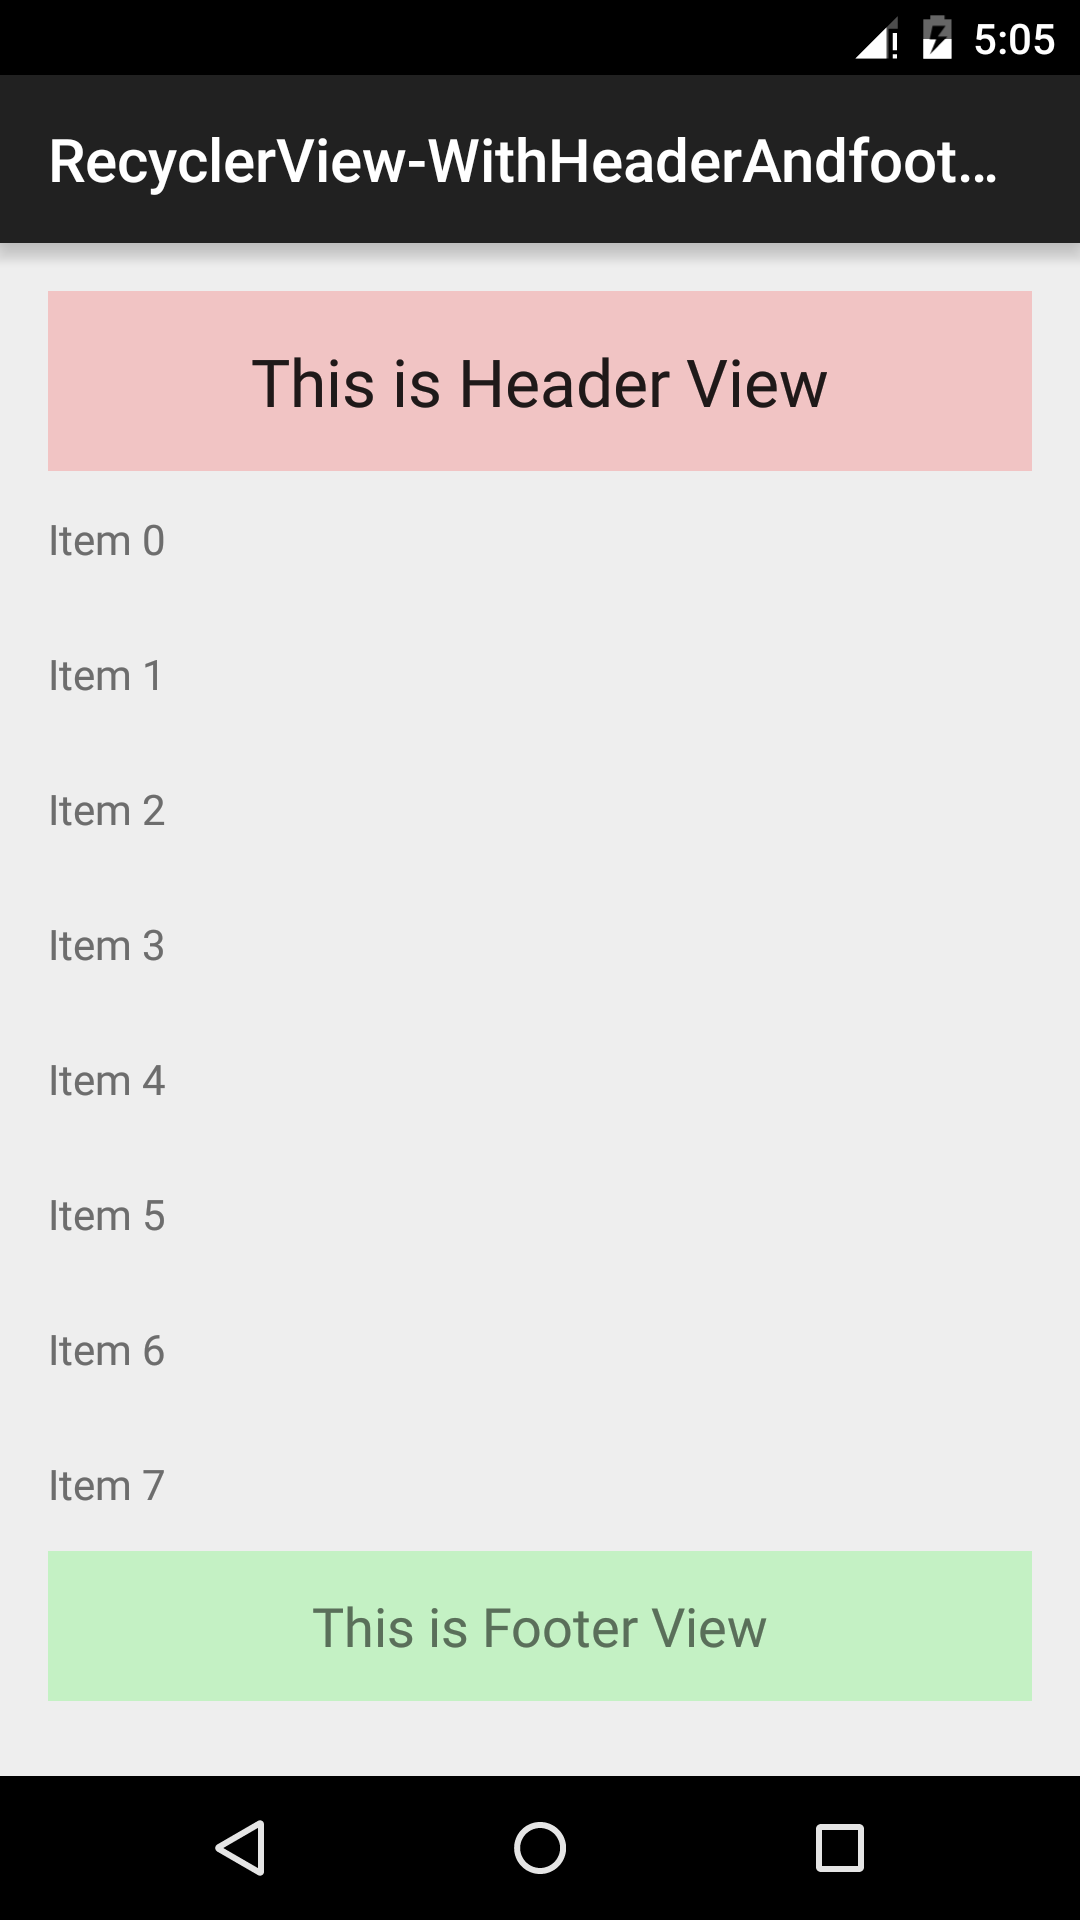 5:05
RecyclerView-WithHeaderAndfoot...
This is Header View
Item 0
Item 1
Item 2
Item 3
Item 4
Item 5
Item 6
Item 7
This is Footer View